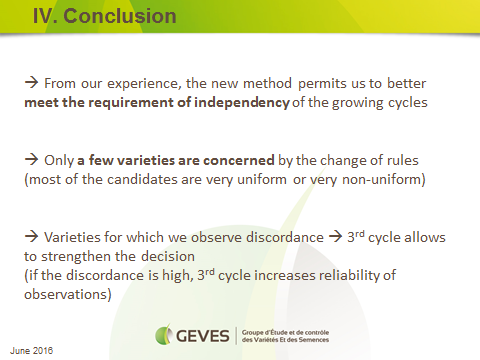 IV. Conclusion
→ From our experience, the new method permits us to better
meet the requirement of independency of the growing cycles
→ Only a few varieties are concerned by the change of rules
(most of the candidates are very uniform or very non-uniform)
→ Varieties for which we observe discordance → 3rd cycle allows
to strengthen the decision
(if the discordance is high, 3rd cycle increases reliability of
observations)
GEVES
Groupe d'Étude et de contrôle
des Variétés Et des Semences
June 2016